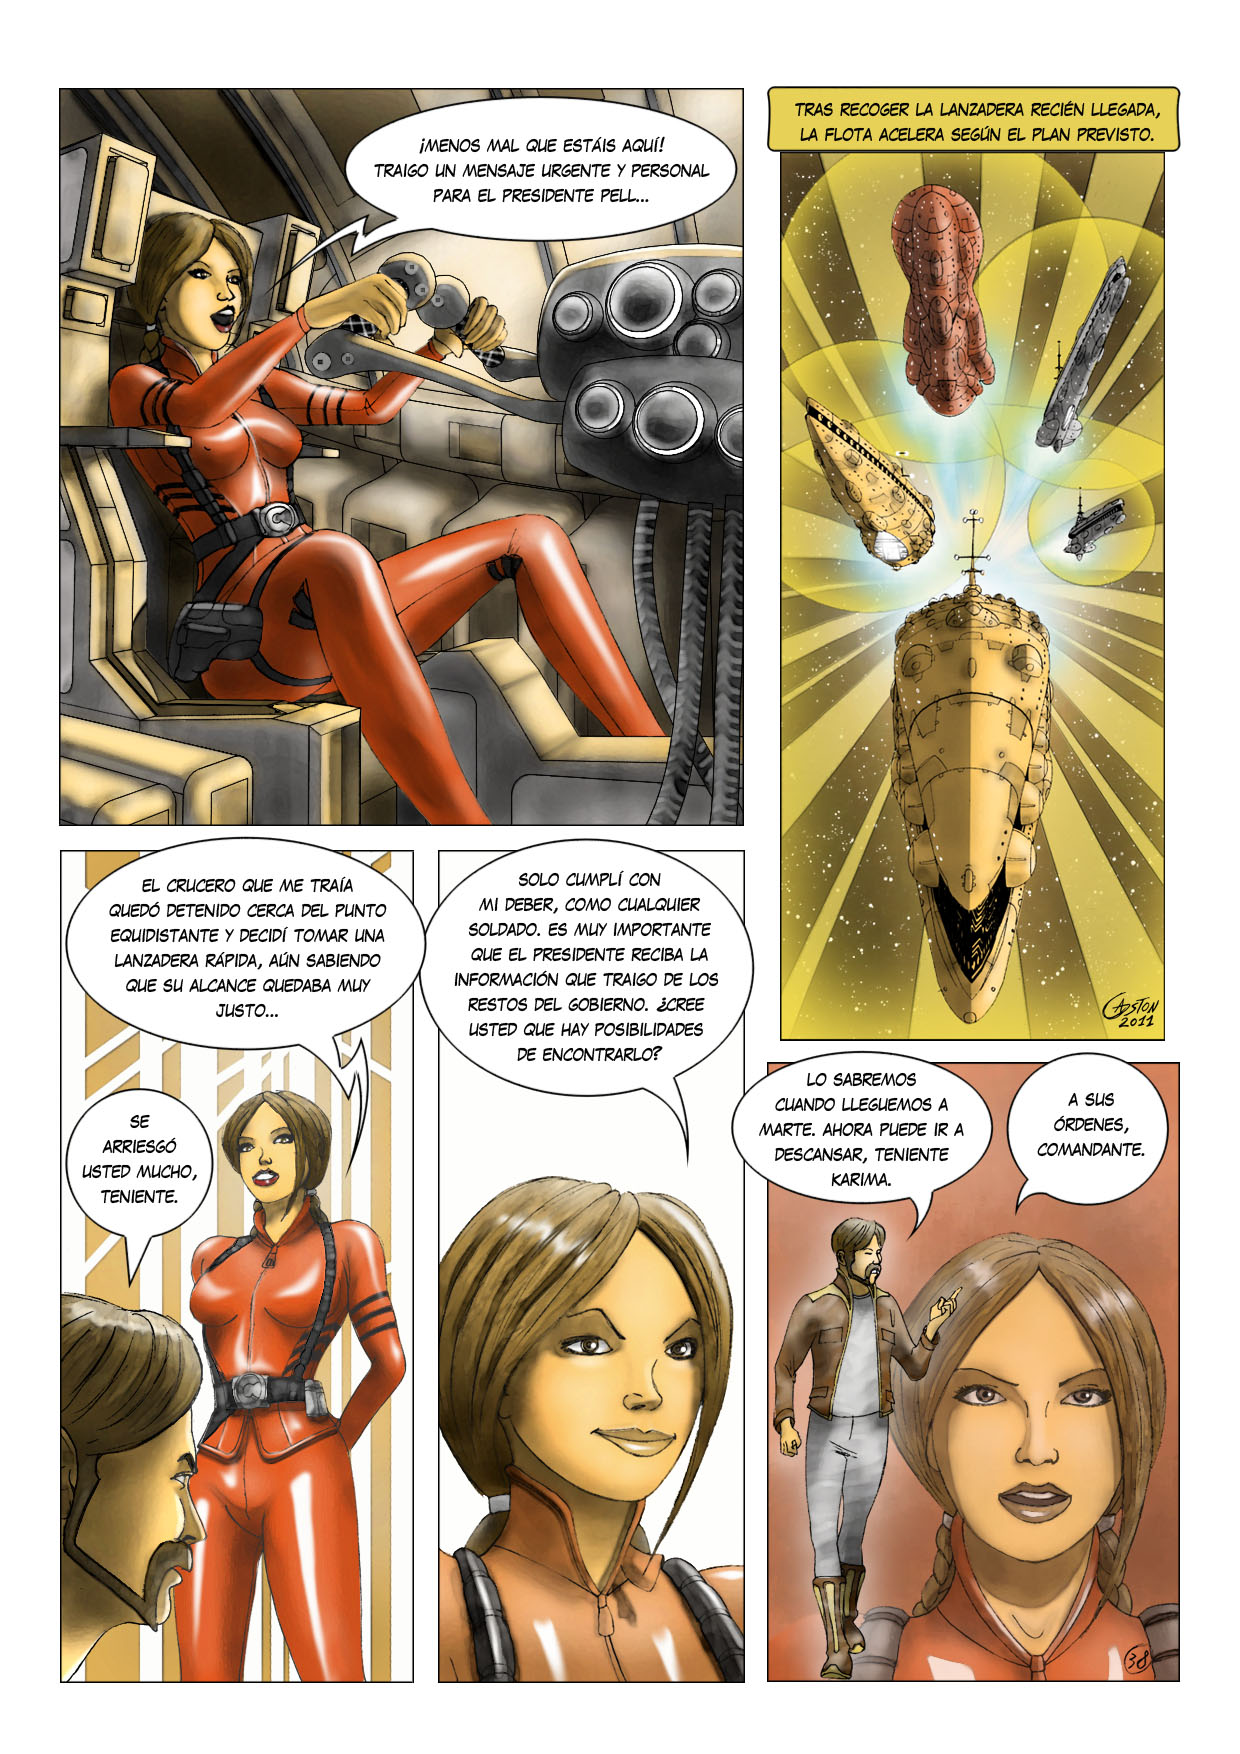 ¡MENOS MAL QUE ESTÁIS AQUÍ!
TRAIGO UN MENSAJE URGENTE Y PERSONAL
PARA EL PRESIDENTE PELL...
TRAS RECOGER LA LANZADERA RECIÉN LLEGADA,
LA FLOTA ACELERA SEGÚN EL PLAN PREVISTO.
GADSTON
2011
EL CRUCERO QUE ME TRAÍA
QUEDÓ DETENIDO CERCA DEL PUNTO
EQUIDISTANTE Y DECIDÍ TOMAR UNA
LANZADERA RÁPIDA, AÚN SABIENDO
QUE SU ALCANCE QUEDABA MUY
JUSTO...
SE
ARRIESGÓ
USTED MUCHO,
TENIENTE.
SOLO CUMPLÍ CON
MI DEBER, COMO CUALQUIER
SOLDADO. ES MUY IMPORTANTE
QUE EL PRESIDENTE RECIBA LA
INFORMACIÓN QUE TRAIGO DE LOS
RESTOS DEL GOBIERNO. ¿CREE
USTED QUE HAY POSIBILIDADES
DE ENCONTRARLO?
LO SABREMOS
CUANDO LLEGUEMOS A
MARTE. AHORA PUEDE IR A
DESCANSAR, TENIENTE
KARIMA.
A SUS
ÓRDENES,
COMANDANTE.
38